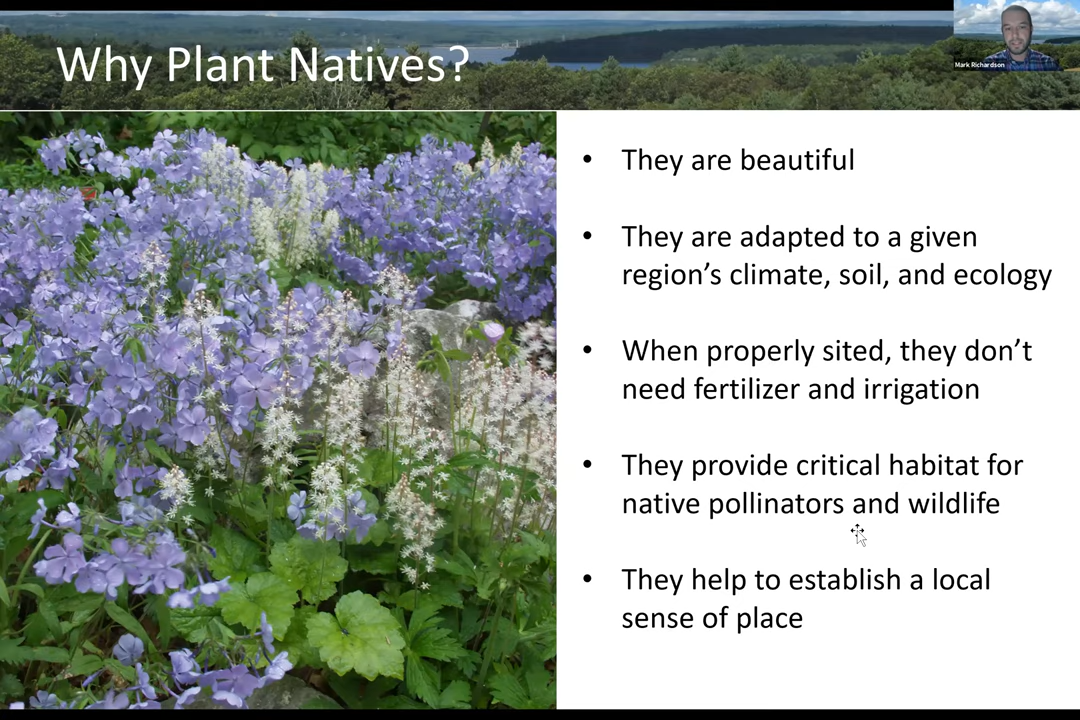 Why Plant Natives?
Mark Richardson
• They are beautiful
• They are adapted to a given
region’s climate, soil, and ecology
• When properly sited, they don’t
need fertilizer and irrigation
• They provide critical habitat for
native pollinators and wildlife
• They help to establish a local
sense of place